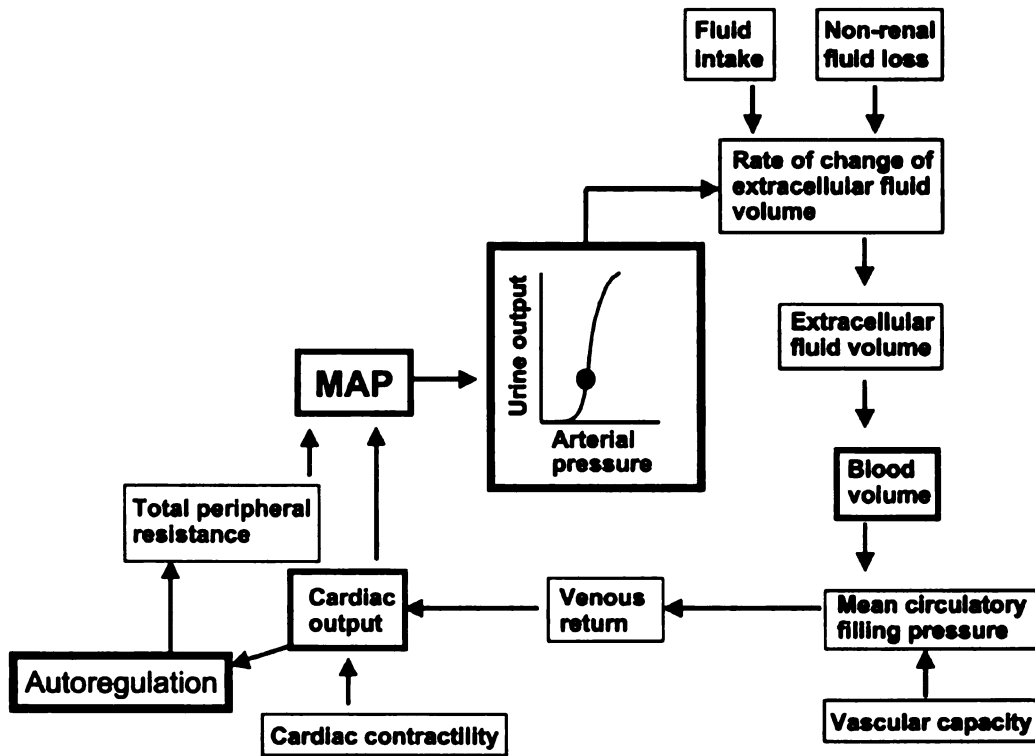 Fluid
intake
Non-renal
fluid loss
Rate of change of
extracellular fluid
volume
Urine output
Arterial
pressure
Extracellular
fluid volume
MAP
Blood
volume
Total peripheral
resistance
Cardiac
output
Venous
return
Mean circulatory
filling pressure
Autoregulation
Cardiac contractility
Vascular capacity